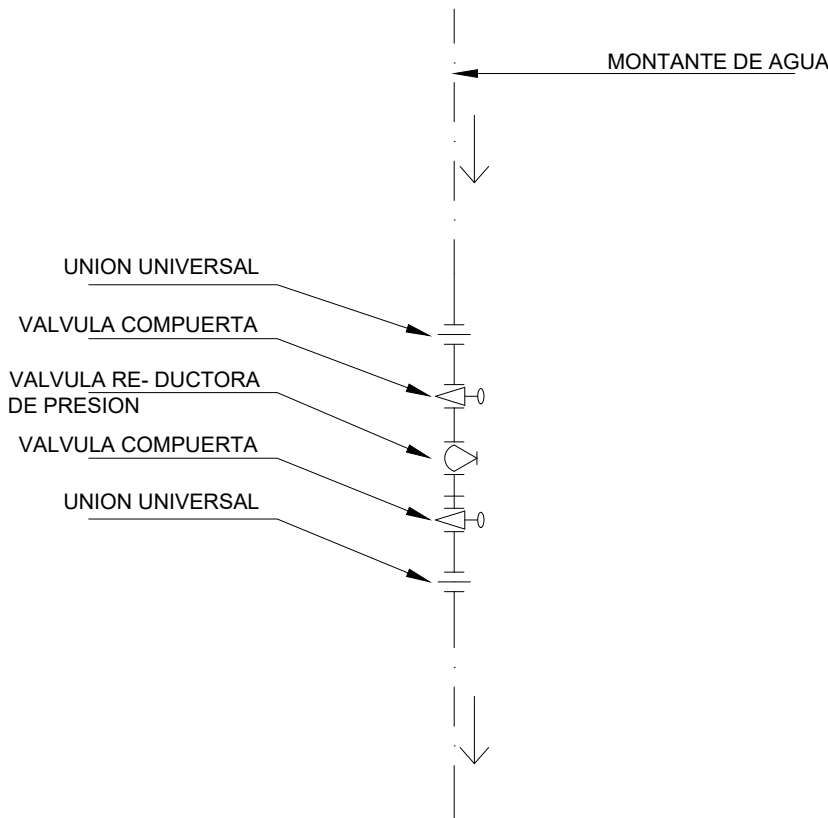 MONTANTE DE AGUA
UNION UNIVERSAL
VALVULA COMPUERTA
VALVULA RE- DUCTORA
DE PRESION
VALVULA COMPUERTA
UNION UNIVERSAL